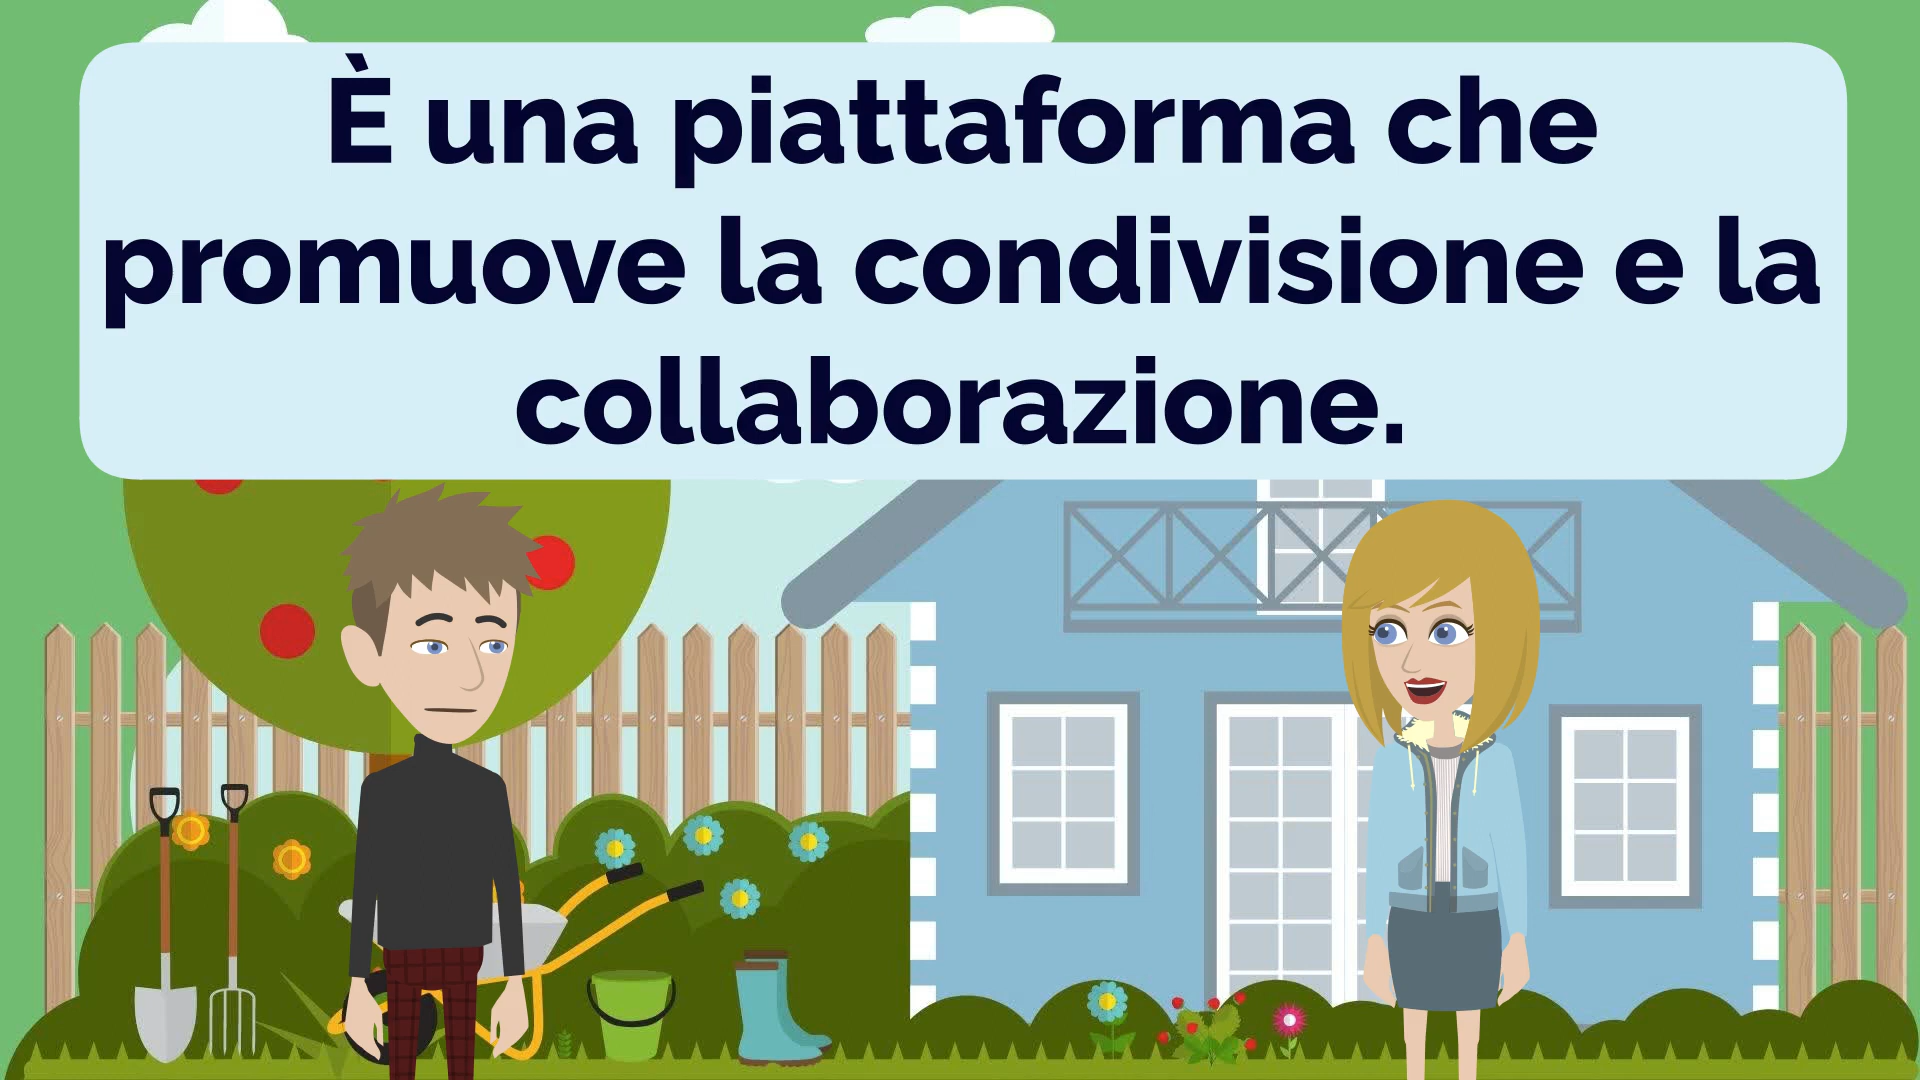 È una piattaforma che
promuove la condivisione e la
collaborazione.